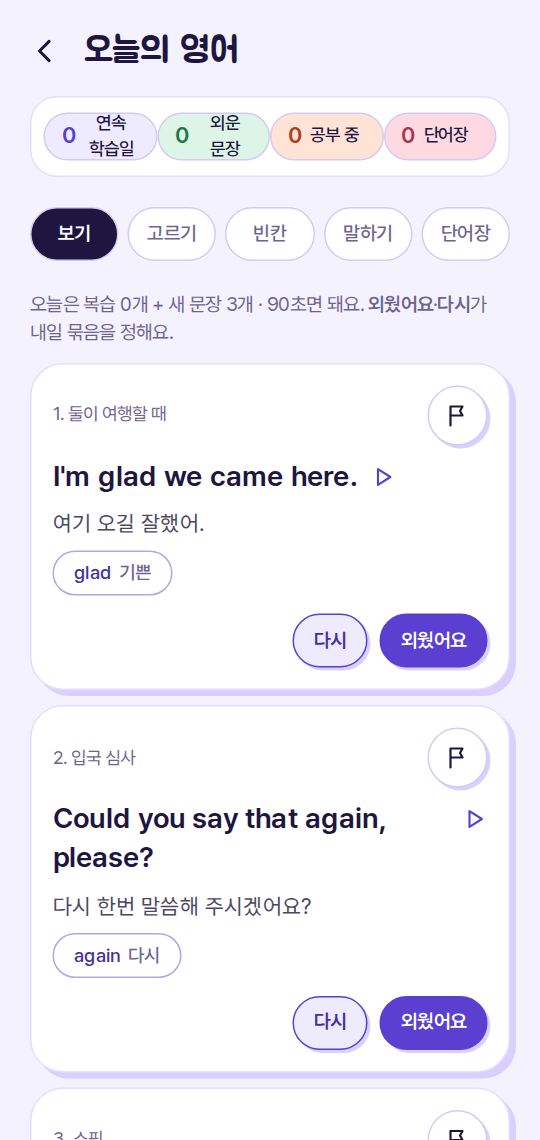 오늘의 영어
0 연속 학습일
0 외운 문장
0 공부 중
0 단어장
보기
고르기
빈칸
말하기
단어장
오늘은 복습 0개 + 새 문장 3개 · 90초면 돼요. 외웠어요·다시가
내일 묶음을 정해요.
1. 둘이 여행할 때
I'm glad we came here.
여기 오길 잘했어.
glad 기쁜
다시
외웠어요
2. 입국 심사
Could you say that again,
please?
다시 한번 말씀해 주시겠어요?
again 다시
다시
외웠어요